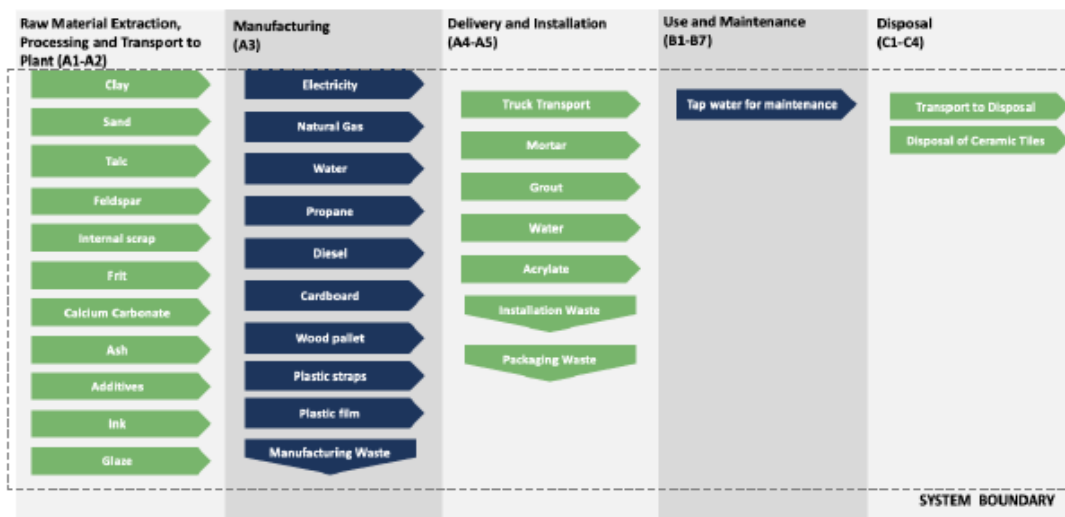 Raw Material Extraction,
Processing and Transport to
Plant (A1-A2)
Clay
Sand
Talc
Feldspar
Internal scrap
Frit
Calcium Carbonate
Ash
Additives
Ink
Glaze
Manufacturing
(A3)
Electricity
Natural Gas
Water
Propane
Diesel
Cardboard
Wood pallet
Plastic straps
Plastic film
Manufacturing Waste
Delivery and Installation
(A4-A5)
Truck Transport
Mortar
Grout
Water
Acrylate
Installation Waste
Packaging Waste
Use and Maintenance
(B1-B7)
Tap water for maintenance
Disposal
(C1-C4)
Transport to Disposal
Disposal of Ceramic Tiles
SYSTEM BOUNDARY